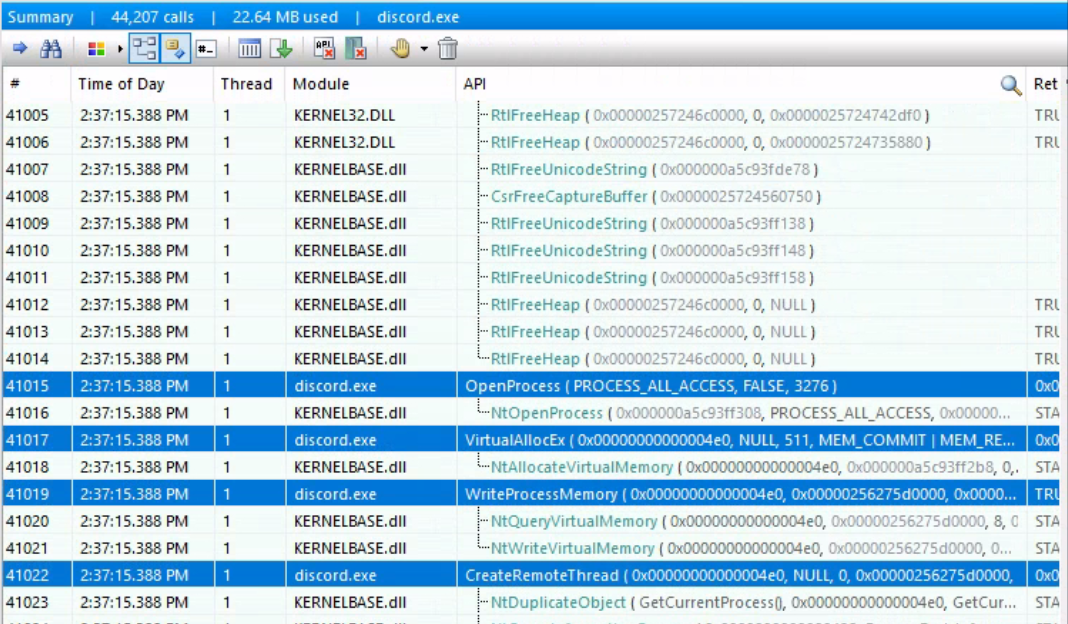 Summary | 44,207 calls | 22.64 MB used | discord.exe
# Time of Day Thread Module API Ret
41005 2:37:15.388 PM 1 KERNEL32.DLL RtlFreeHeap ( 0x00000257246c0000, 0, 0x0000025724742df0 ) TRU
41006 2:37:15.388 PM 1 KERNEL32.DLL RtlFreeHeap ( 0x00000257246c0000, 0, 0x0000025724735880 ) TRU
41007 2:37:15.388 PM 1 KERNELBASE.dll RtlFreeUnicodeString ( 0x000000a5c93fde78 )
41008 2:37:15.388 PM 1 KERNELBASE.dll CsrFreeCaptureBuffer ( 0x0000025724560750 )
41009 2:37:15.388 PM 1 KERNELBASE.dll RtlFreeUnicodeString ( 0x000000a5c93ff138 )
41010 2:37:15.388 PM 1 KERNELBASE.dll RtlFreeUnicodeString ( 0x000000a5c93ff148 )
41011 2:37:15.388 PM 1 KERNELBASE.dll RtlFreeUnicodeString ( 0x000000a5c93ff158 )
41012 2:37:15.388 PM 1 KERNELBASE.dll RtlFreeHeap ( 0x00000257246c0000, 0, NULL ) TRU
41013 2:37:15.388 PM 1 KERNELBASE.dll RtlFreeHeap ( 0x00000257246c0000, 0, NULL ) TRU
41014 2:37:15.388 PM 1 KERNELBASE.dll RtlFreeHeap ( 0x00000257246c0000, 0, NULL ) TRU
41015 2:37:15.388 PM 1 discord.exe OpenProcess ( PROCESS_ALL_ACCESS, FALSE, 3276 ) 0x0
41016 2:37:15.388 PM 1 KERNELBASE.dll NtOpenProcess ( 0x000000a5c93ff308, PROCESS_ALL_ACCESS, 0x00000... STA
41017 2:37:15.388 PM 1 discord.exe VirtualAllocEx ( 0x00000000000004e0, NULL, 511, MEM_COMMIT | MEM_RE... 0x0
41018 2:37:15.388 PM 1 KERNELBASE.dll NtAllocateVirtualMemory ( 0x00000000000004e0, 0x000000a5c93ff2b8, 0,. STA
41019 2:37:15.388 PM 1 discord.exe WriteProcessMemory ( 0x00000000000004e0, 0x00000256275d0000, 0x0000... TRU
41020 2:37:15.388 PM 1 KERNELBASE.dll NtQueryVirtualMemory ( 0x00000000000004e0, 0x00000256275d0000, 8, 0 STA
41021 2:37:15.388 PM 1 KERNELBASE.dll NtWriteVirtualMemory ( 0x00000000000004e0, 0x00000256275d0000, 0... STA
41022 2:37:15.388 PM 1 discord.exe CreateRemoteThread ( 0x00000000000004e0, NULL, 0, 0x00000256275d0000, 0x0
41023 2:37:15.388 PM 1 KERNELBASE.dll NtDuplicateObject ( GetCurrentProcess(), 0x00000000000004e0, GetCur... STA